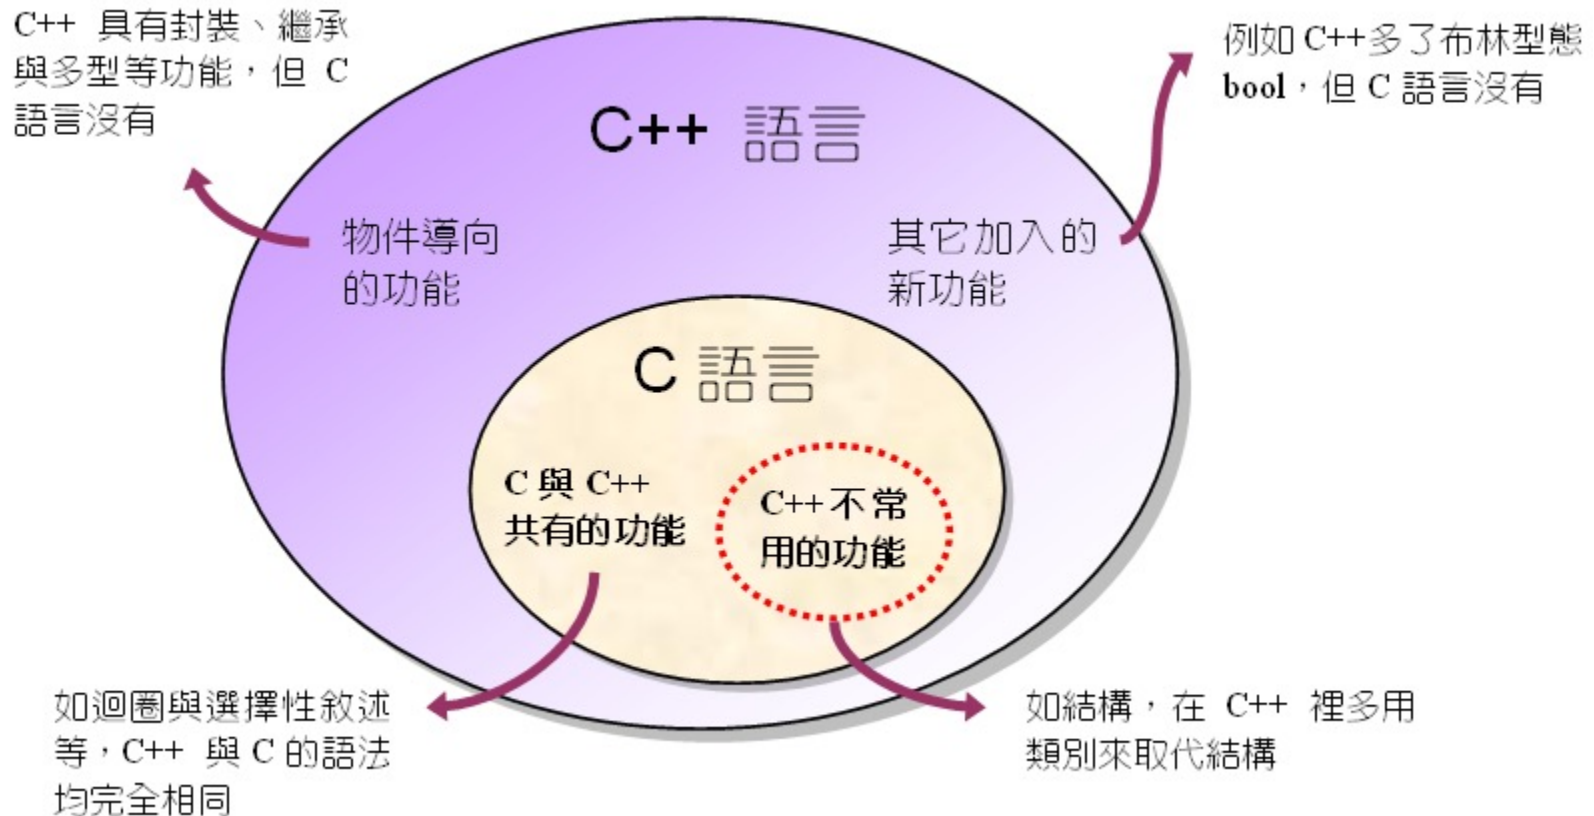 C++ 具有封裝、繼承
與多型等功能，但 C
語言沒有
例如 C++多了布林型態
bool，但 C 語言沒有
C++ 語言
物件導向
的功能
其它加入的
新功能
C 語言
C 與 C++
共有的功能
C++不常
用的功能
如迴圈與選擇性敘述
等，C++ 與 C 的語法
均完全相同
如結構，在 C++ 裡多用
類別來取代結構